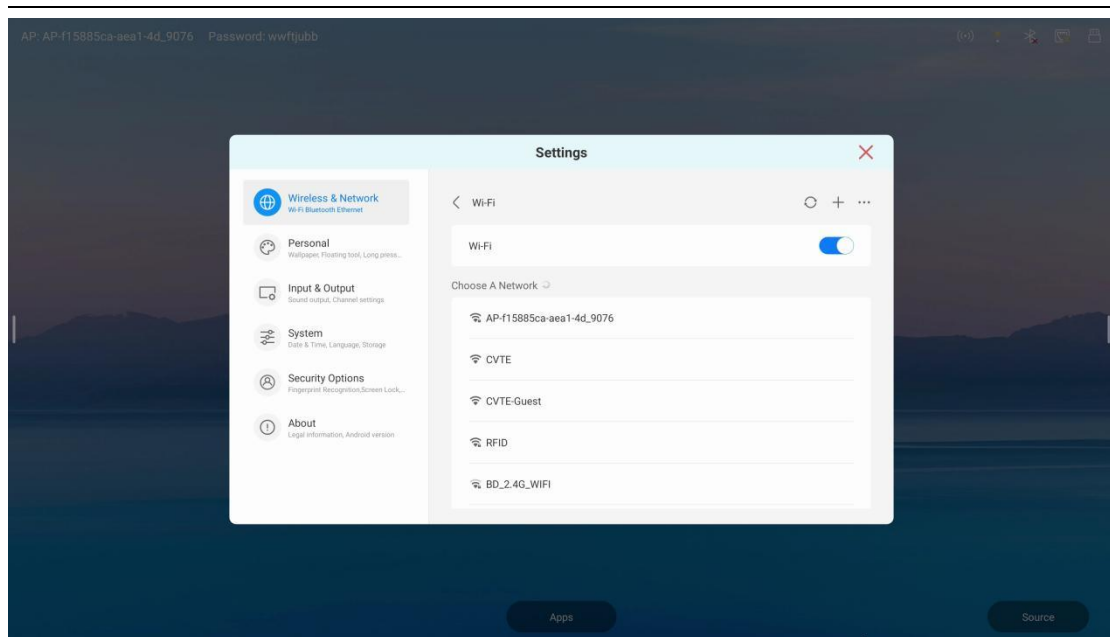 AP: AP-f15885ca-aea1-4d_9076 Password: wwftjubb
Settings
Wireless & Network
Wi-Fi Bluetooth Ethernet
Personal
Wallpaper, Floating tool, Long press...
Input & Output
Sound output, Channel settings
System
Date & Time, Language, Storage
Security Options
Fingerprint Recognition,Screen Lock,...
About
Legal information, Android version
Wi-Fi
Wi-Fi
Choose A Network
AP-f15885ca-aea1-4d_9076
CVTE
CVTE-Guest
RFID
BD_2.4G_WIFI
Apps
Source